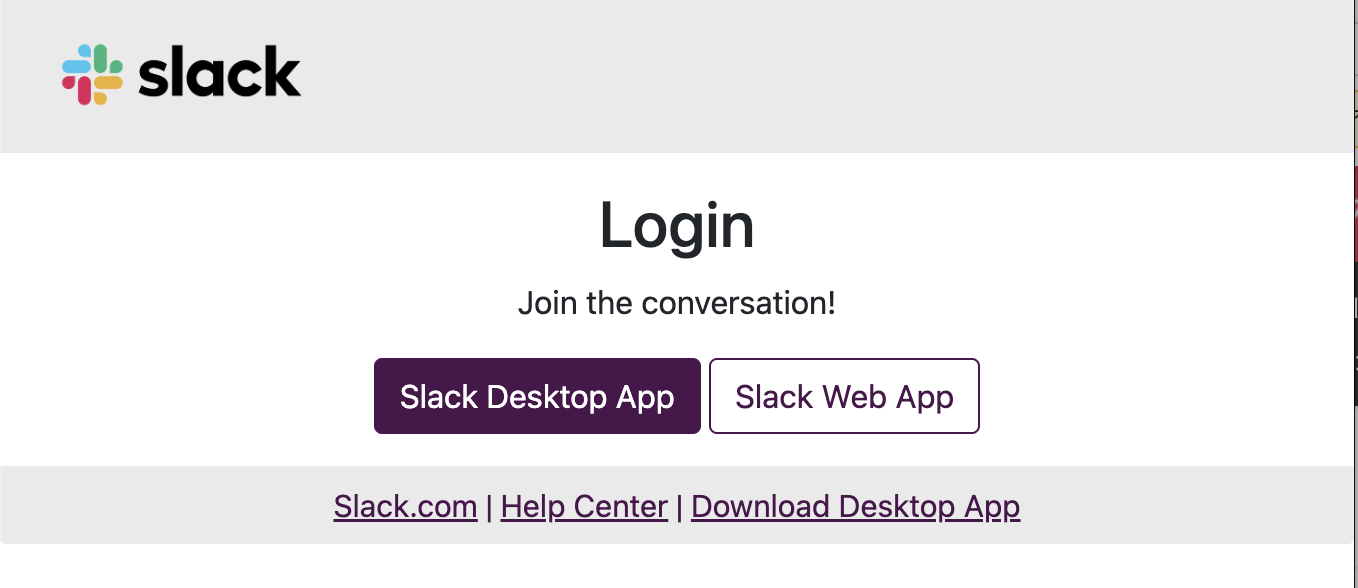 slack
Login
Join the conversation!
Slack Desktop App Slack Web App
Slack.com | Help Center | Download Desktop App